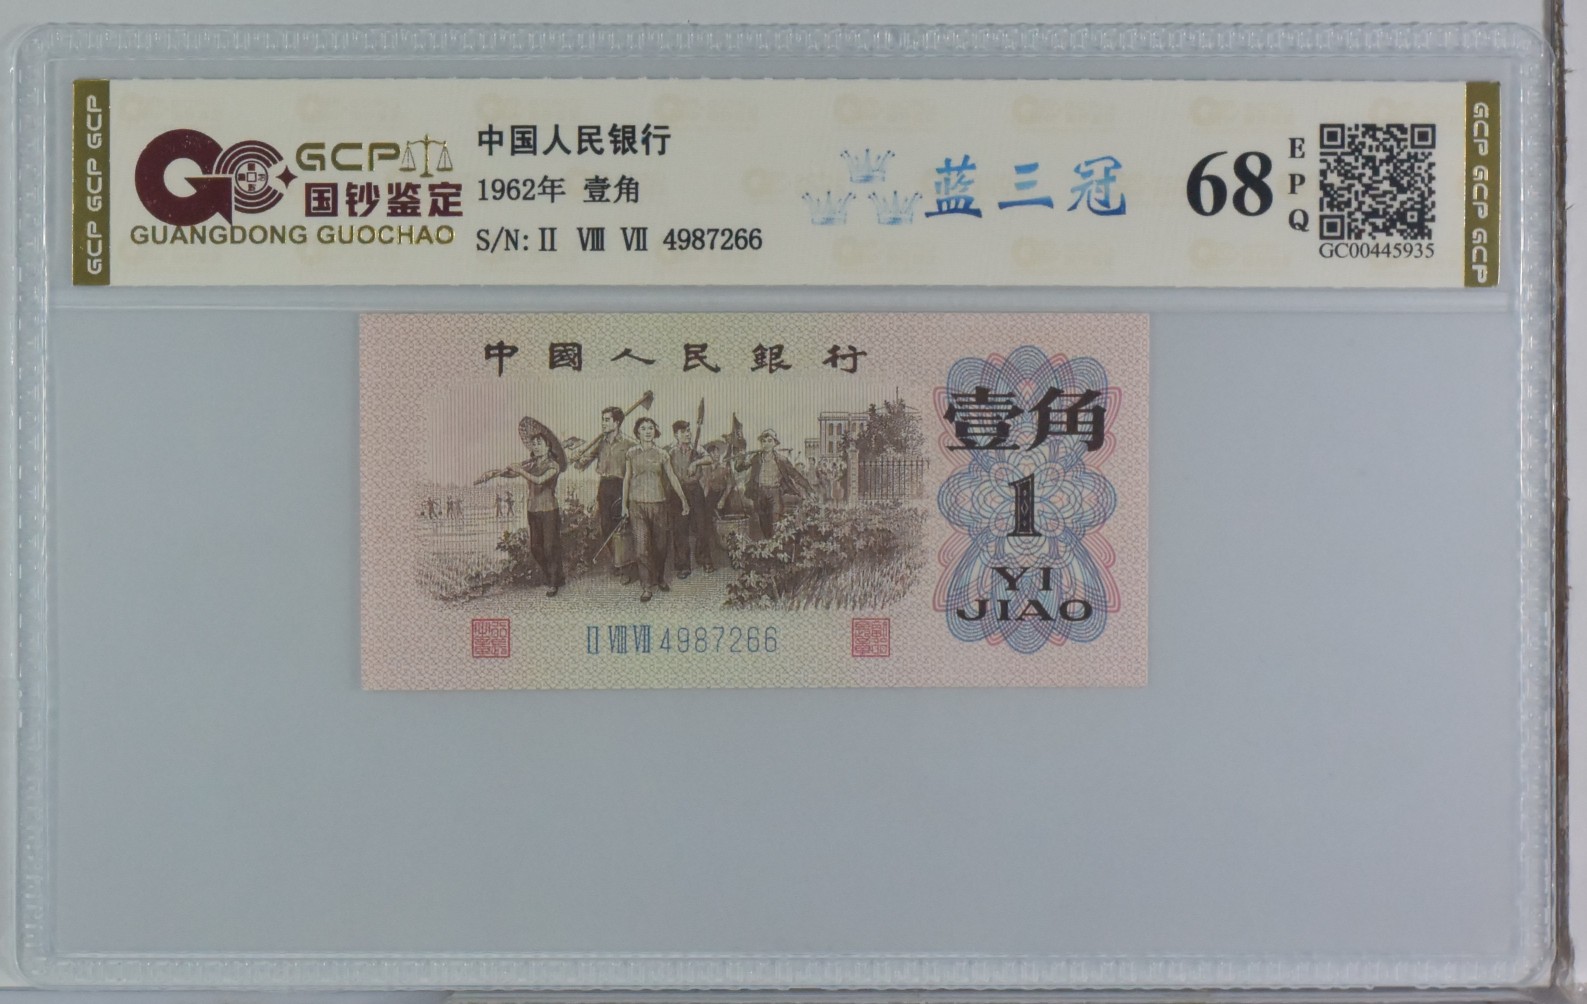 GCP GCP GCP
GCP
国钞鉴定
GUANGDONG GUOCHAO
中国人民银行
1962年 壹角
S/N: II VIII VII 4987266
蓝三冠
68
EPQ
GC00445935
GCP GCP GCP
中國人民銀行
壹角
1
YI
JIAO
II VIII VII 4987266